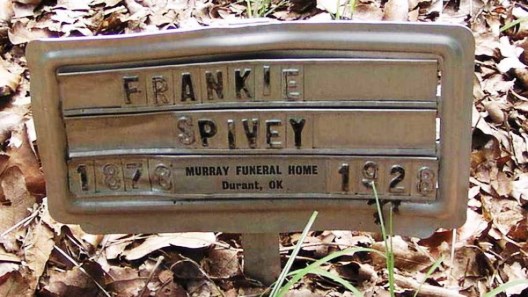 FRANKIE
SPIVEY
1878 MURRAY FUNERAL HOME 1928
Durant, OK